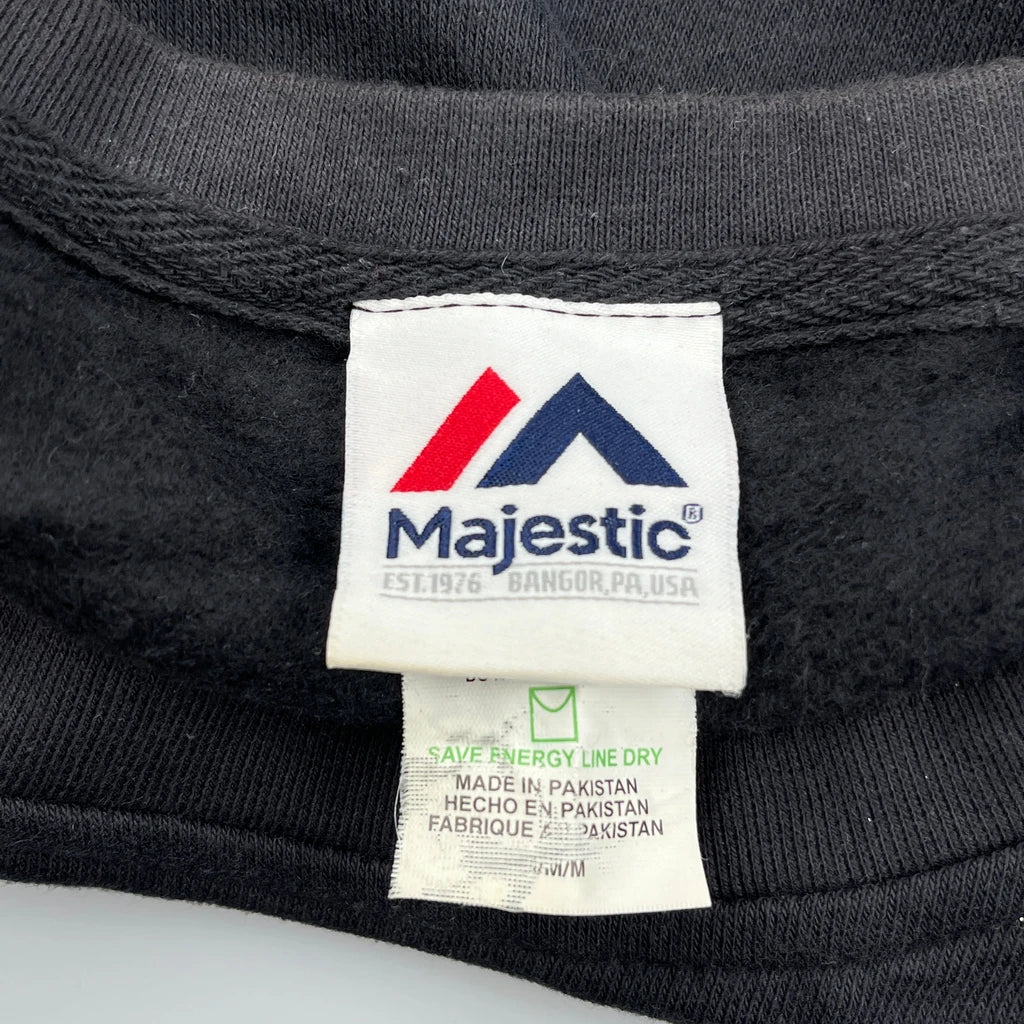 Majestic®
EST.1976 BANGOR,PA,USA
SAVE ENERGY LINE DRY
MADE IN PAKISTAN
HECHO EN PAKISTAN
FABRIQUE PAKISTAN
/M/M